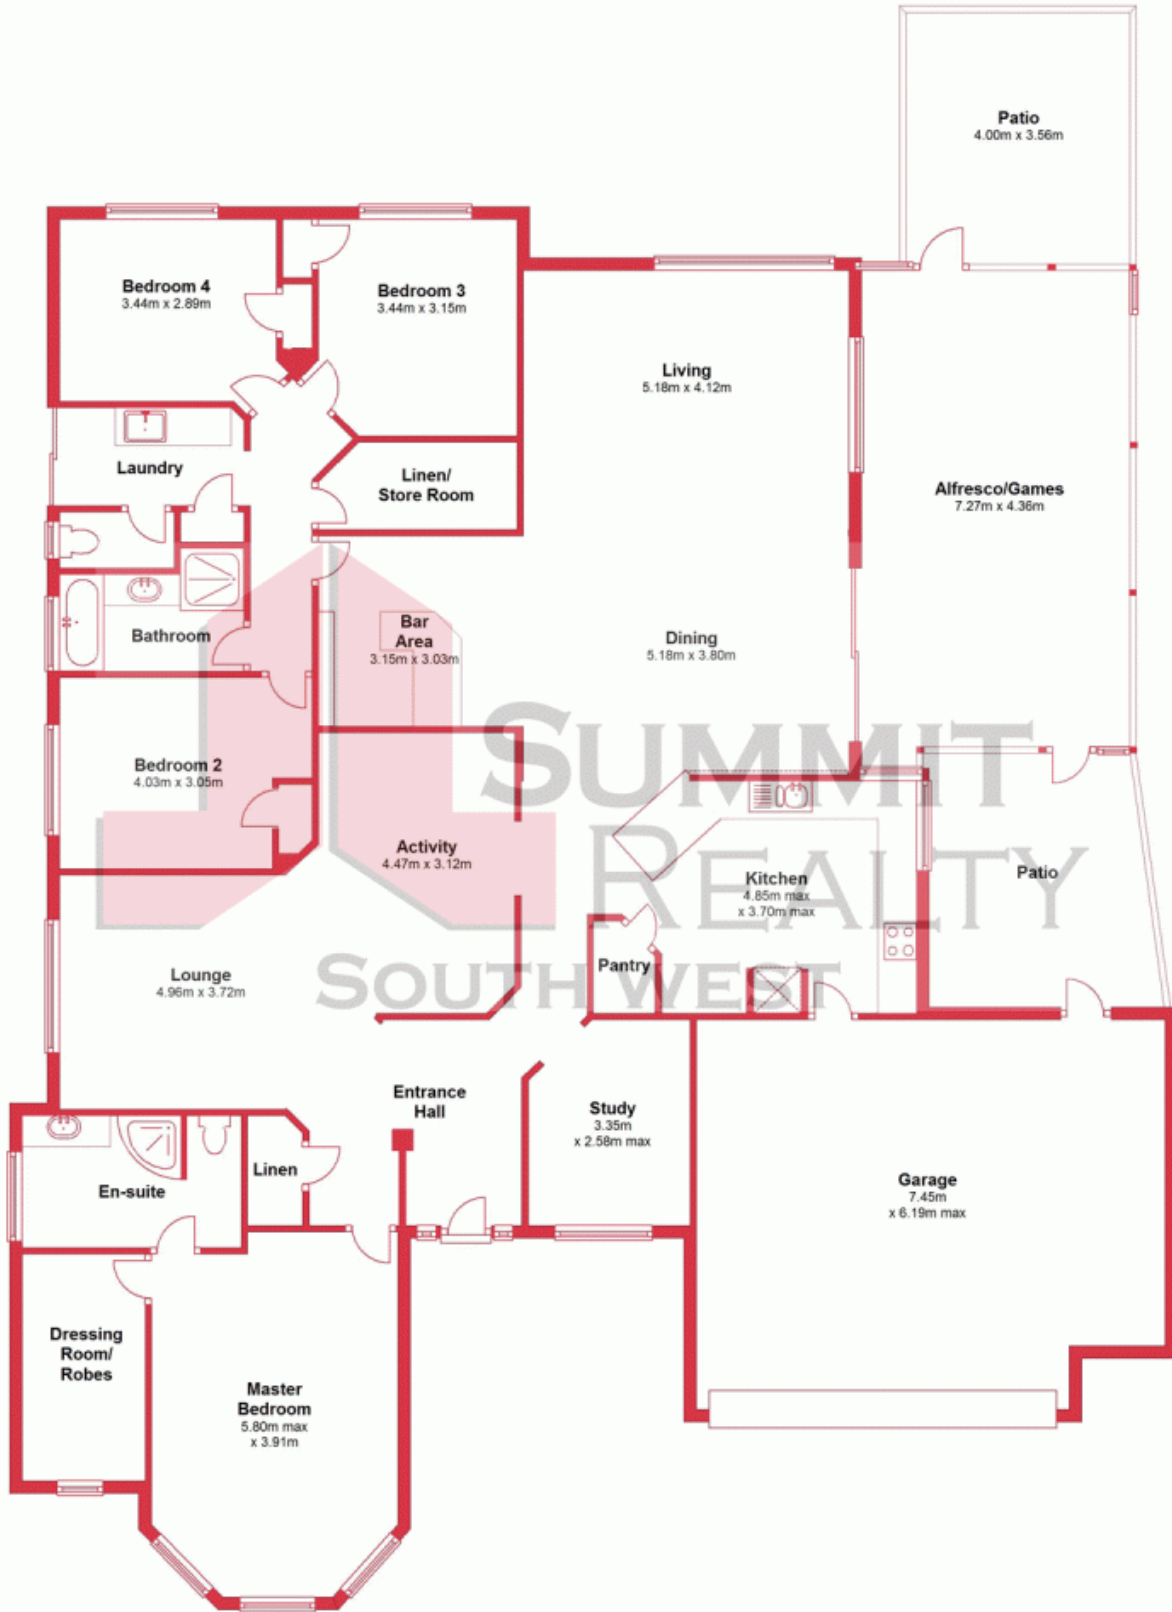 Patio
4.00m x 3.56m
Bedroom 4
3.44m x 2.89m
Bedroom 3
3.44m x 3.15m
Living
5.18m x 4.12m
Laundry
Linen/
Store Room
Alfresco/Games
7.27m x 4.36m
Bathroom
Bar
Area
3.15m x 3.03m
Dining
5.18m x 3.80m
Bedroom 2
4.03m x 3.05m
SUMMIT
REALTY
SOUTH WEST
Activity
4.47m x 3.12m
Kitchen
4.85m max
x 3.70m max
Patio
Lounge
4.96m x 3.72m
Pantry
Entrance
Hall
Study
3.35m
x 2.58m max
Linen
En-suite
Garage
7.45m
x 6.19m max
Dressing
Room/
Robes
Master
Bedroom
5.80m max
x 3.91m